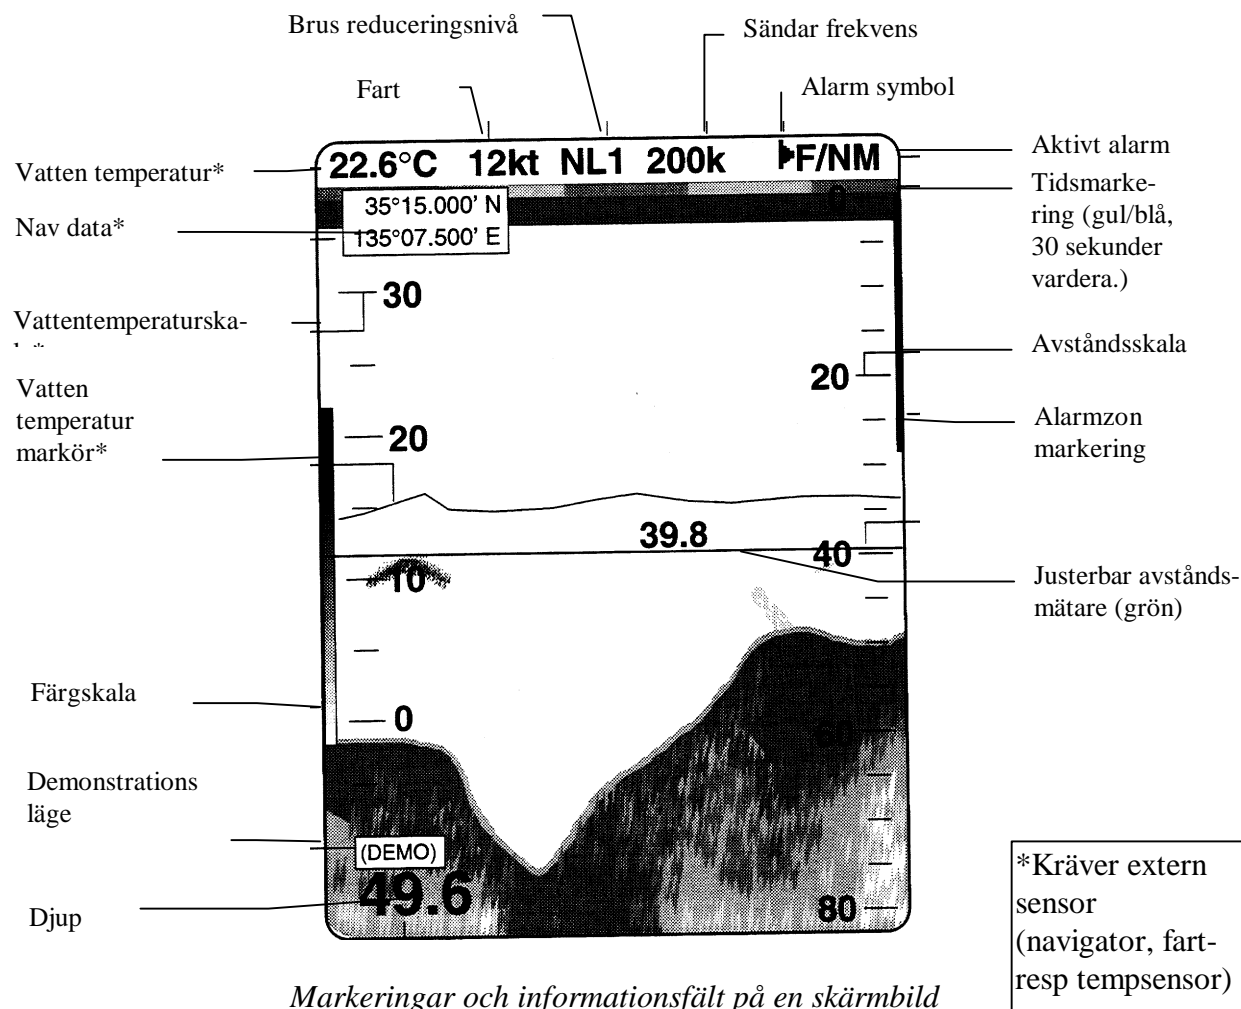 Brus reduceringsnivå
Sändar frekvens
Fart
Alarm symbol
22.6°C 12kt NL1 200k F/NM
Aktivt alarm
Vatten temperatur*
Tidsmarke-
ring (gul/blå,
30 sekunder
vardera.)
0
35°15.000' N
135°07.500' E
Nav data*
30
Vattentemperaturska-
Avståndsskala
20
Vatten
temperatur
markör*
20
Alarmzon
markering
39.8
40
10
Justerbar avstånds-
mätare (grön)
Färgskala
0
60
Demonstrations
läge
(DEMO)
49.6
Djup
80
*Kräver extern
sensor
(navigator, fart-
resp tempsensor)
Markeringar och informationsfält på en skärmbild